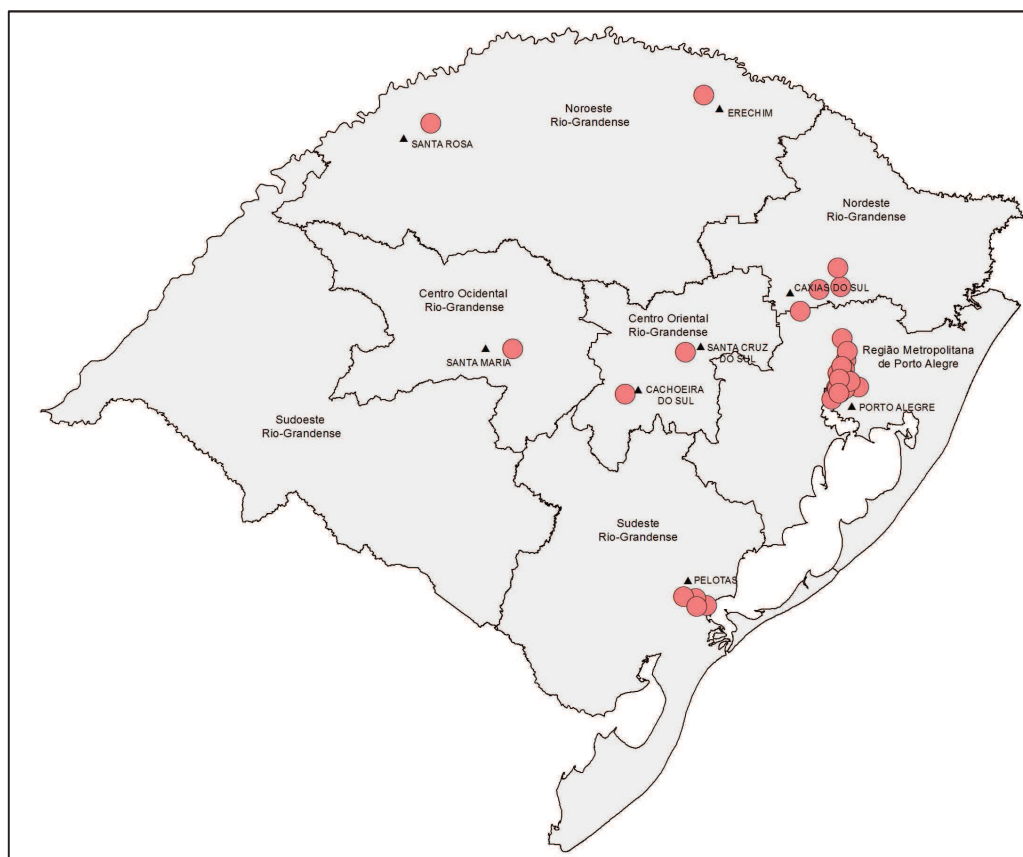 Noroeste
Rio-Grandense
ERECHIM
SANTA ROSA
Nordeste
Rio-Grandense
CAXIAS DO SUL
Centro Ocidental
Rio-Grandense
Centro Oriental
Rio-Grandense
SANTA CRUZ
DO SUL
SANTA MARIA
Região Metropolitana
de Porto Alegre
CACHOEIRA
DO SUL
PORTO ALEGRE
Sudoeste
Rio-Grandense
Sudeste
Rio-Grandense
PELOTAS